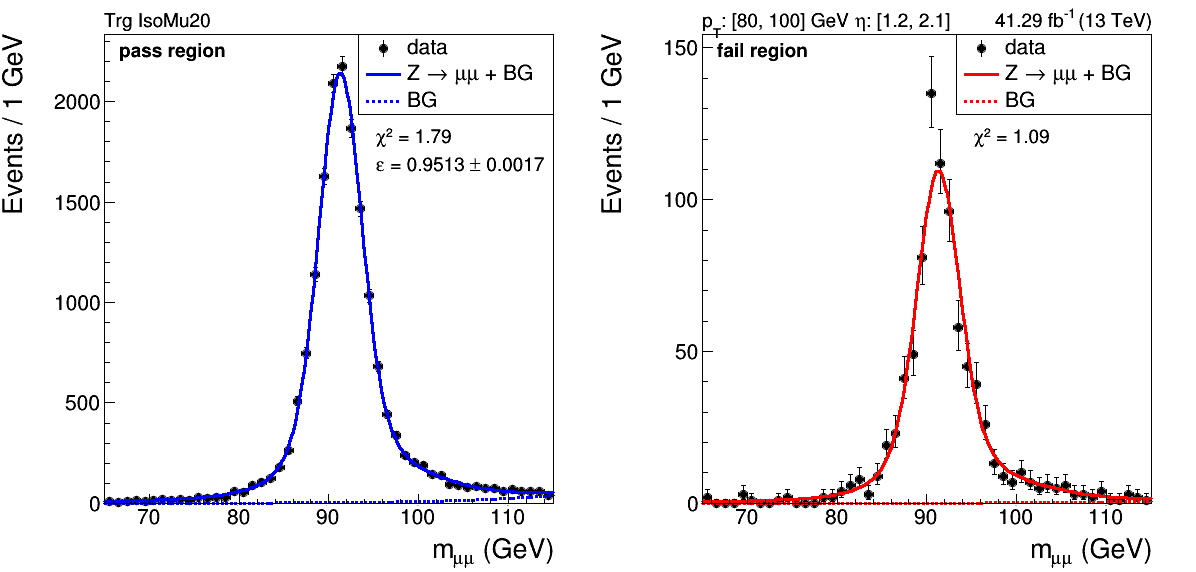 Trg IsoMu20
pass region
data
Z → μμ + BG
BG
χ² = 1.79
ε = 0.9513 ± 0.0017
Events / 1 GeV
2000
1500
1000
500
0
70 80 90 100 110
mμμ (GeV)
pT: [80, 100] GeV η: [1.2, 2.1] 41.29 fb⁻¹ (13 TeV)
fail region
data
Z → μμ + BG
BG
χ² = 1.09
Events / 1 GeV
150
100
50
0
70 80 90 100 110
mμμ (GeV)